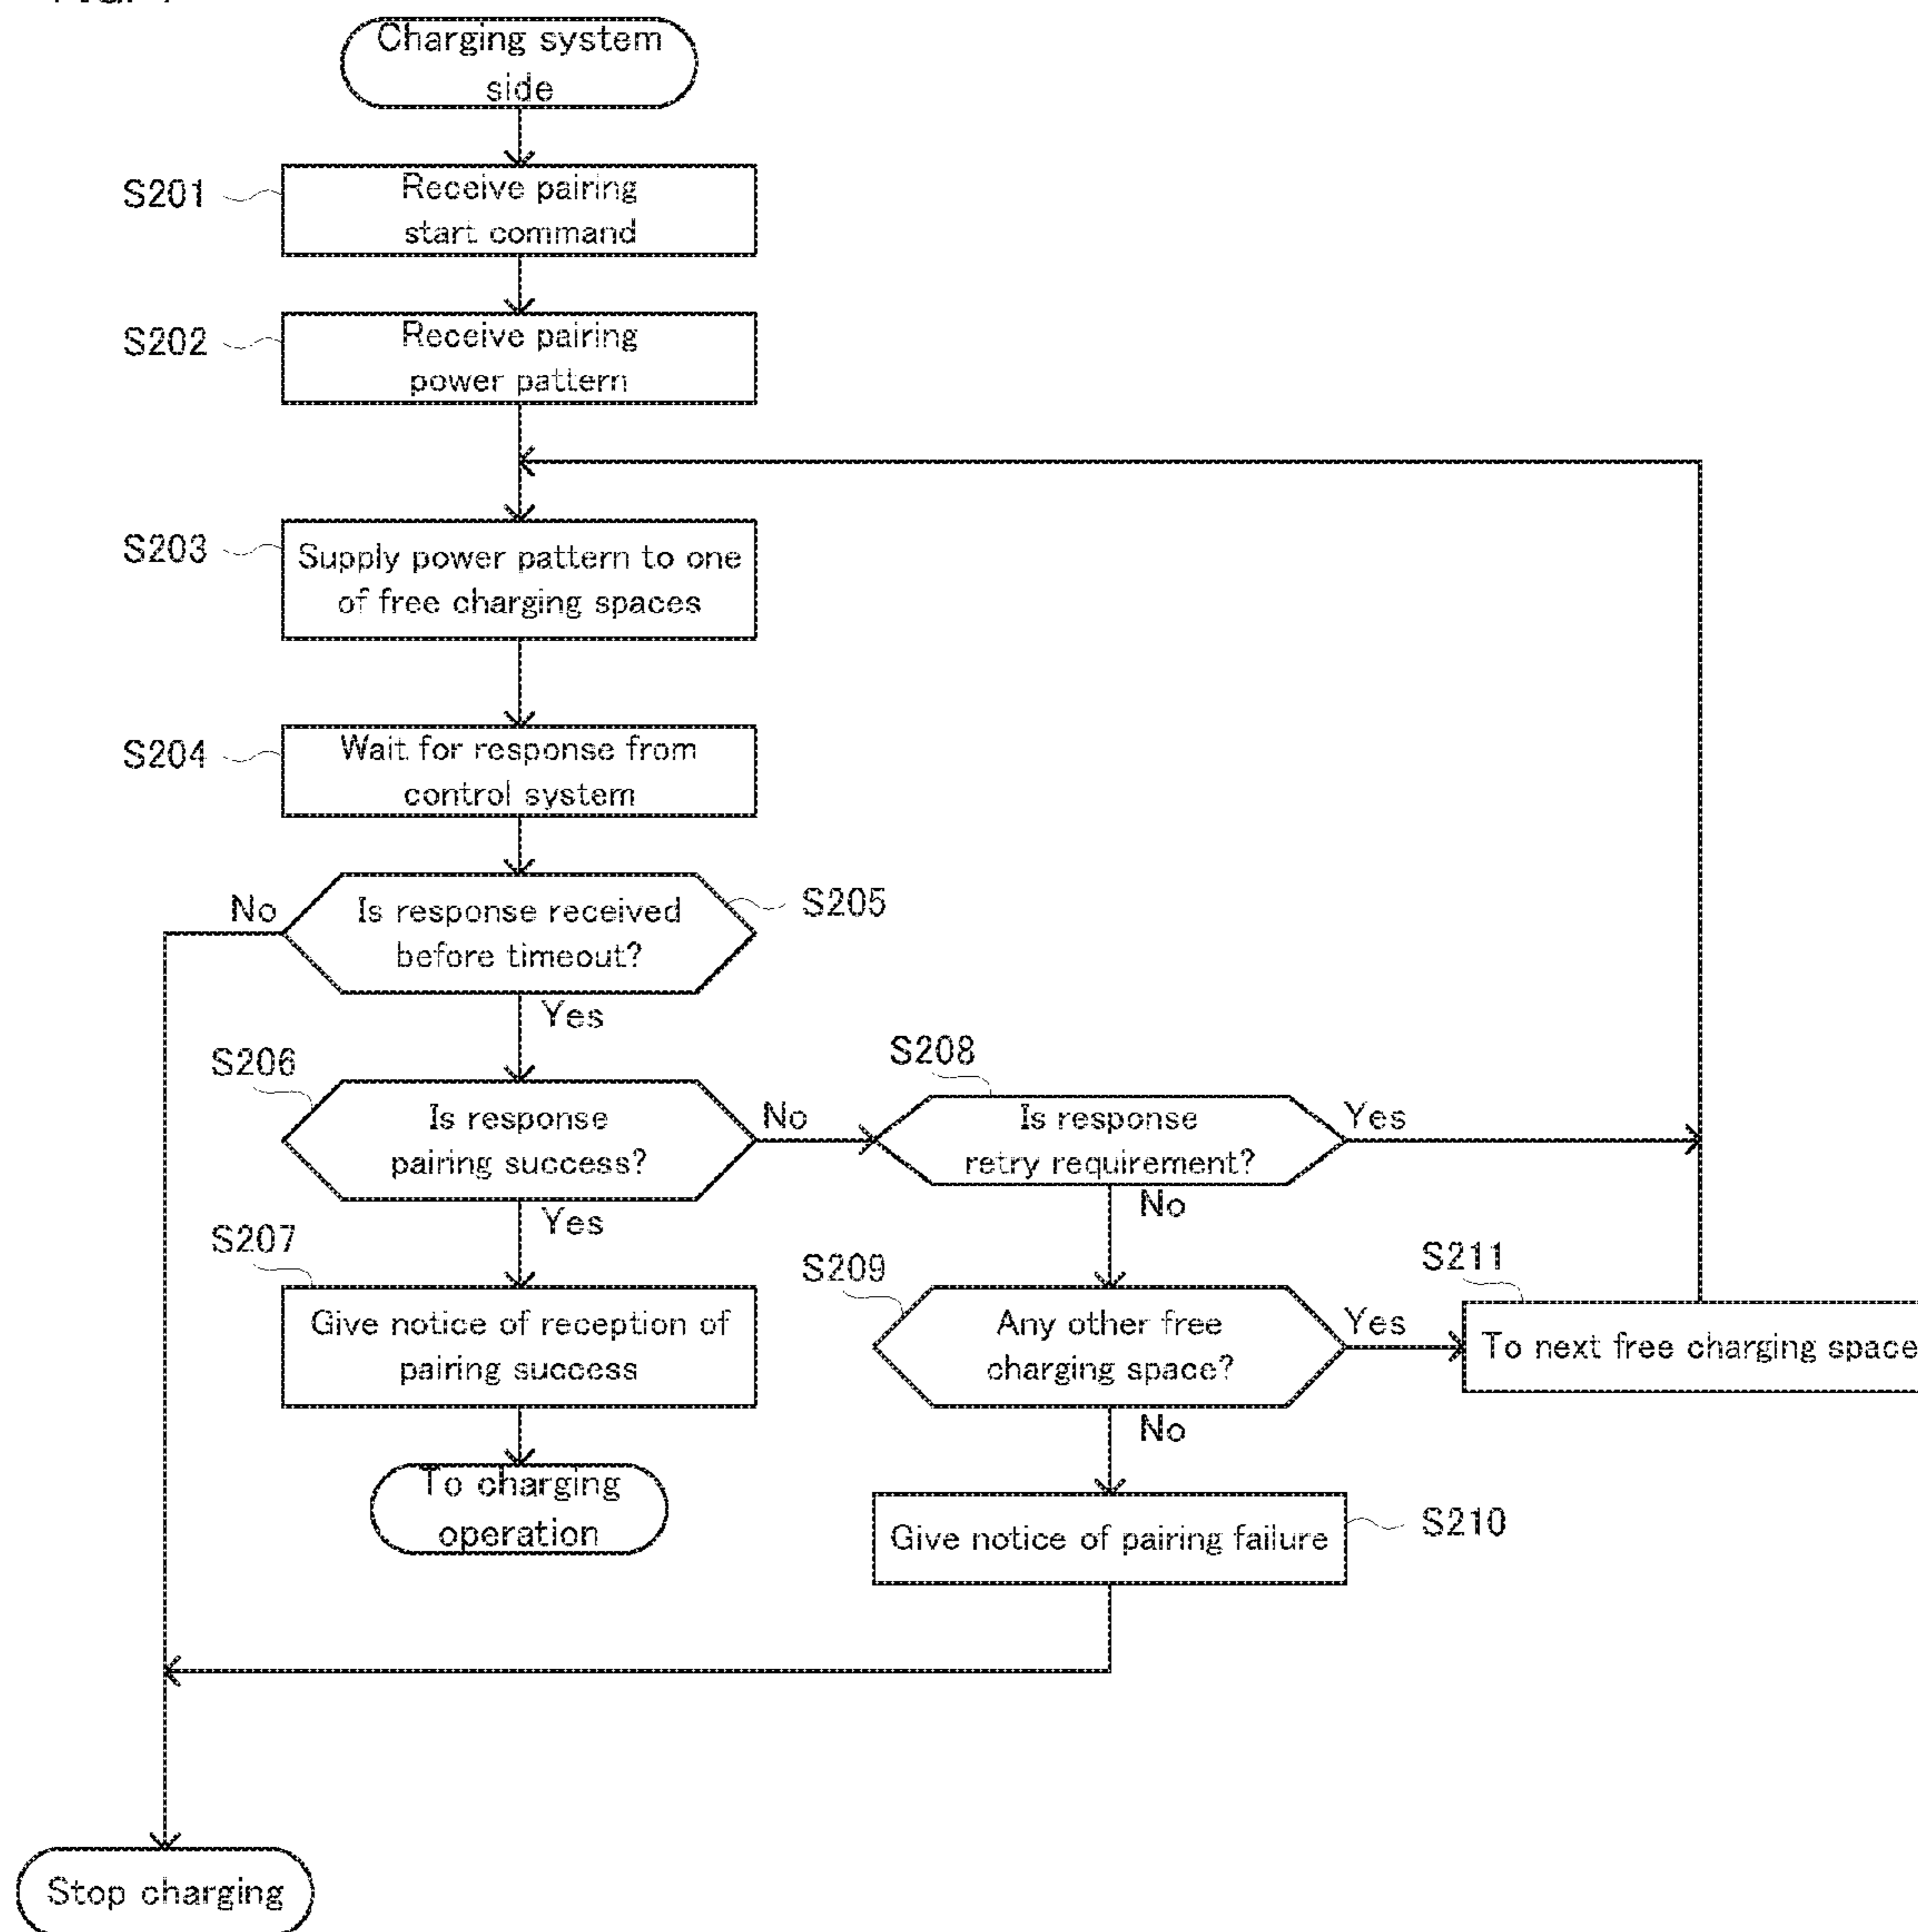 Charging system
side
S201
Receive pairing
start command
S202
Receive pairing
power pattern
S203
Supply power pattern to one
of free charging spaces
S204
Wait for response from
control system
No
Is response received
before timeout?
S205
Yes
S206
Is response
pairing success?
No
S208
Is response
retry requirement?
Yes
Yes
No
S207
Give notice of reception of
pairing success
S209
Any other free
charging space?
Yes
S211
To next free charging space
No
To charging
operation
Give notice of pairing failure
S210
Stop charging